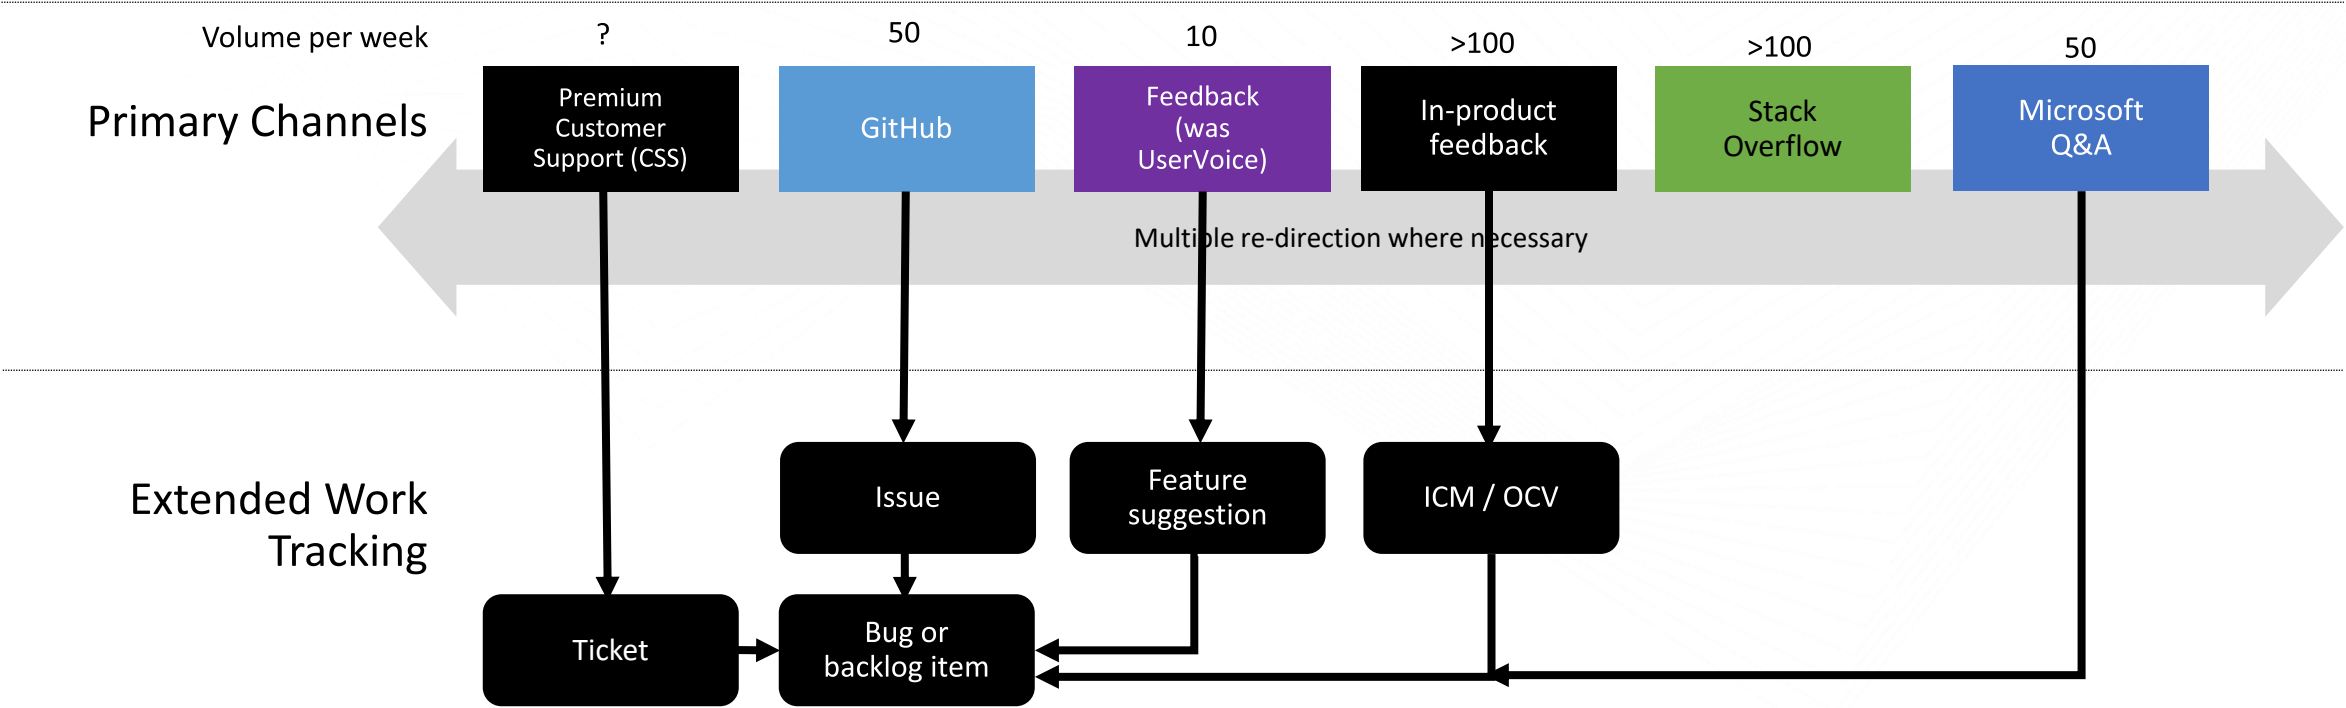 Volume per week
?
50
10
>100
>100
50
Primary Channels
Premium
Customer
Support (CSS)
GitHub
Feedback
(was
UserVoice)
In-product
feedback
Stack
Overflow
Microsoft
Q&A
Multiple re-direction where necessary
Extended Work
Tracking
Issue
Feature
suggestion
ICM / OCV
Ticket
Bug or
backlog item